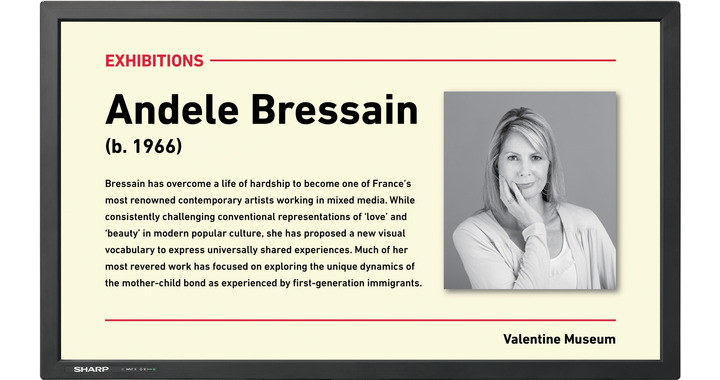 EXHIBITIONS
Andele Bressain
(b. 1966)
Bressain has overcome a life of hardship to become one of France's
most renowned contemporary artists working in mixed media. While
consistently challenging conventional representations of 'love' and
'beauty' in modern popular culture, she has proposed a new visual
vocabulary to express universally shared experiences. Much of her
most revered work has focused on exploring the unique dynamics of
the mother-child bond as experienced by first-generation immigrants.
Valentine Museum
SHARP